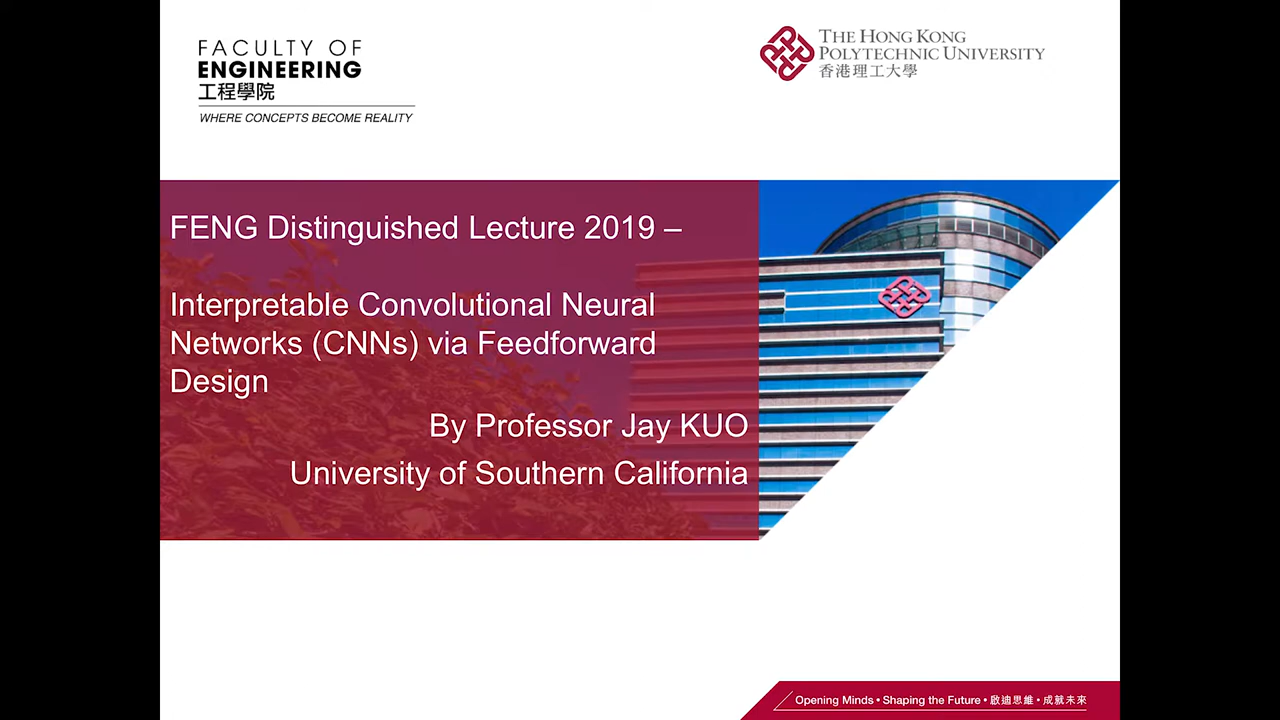 FACULTY OF
ENGINEERING
工程學院
WHERE CONCEPTS BECOME REALITY
THE HONG KONG
POLYTECHNIC UNIVERSITY
香港理工大學
FENG Distinguished Lecture 2019 –
Interpretable Convolutional Neural
Networks (CNNs) via Feedforward
Design
By Professor Jay KUO
University of Southern California
Opening Minds • Shaping the Future • 啟迪思維 • 成就未來